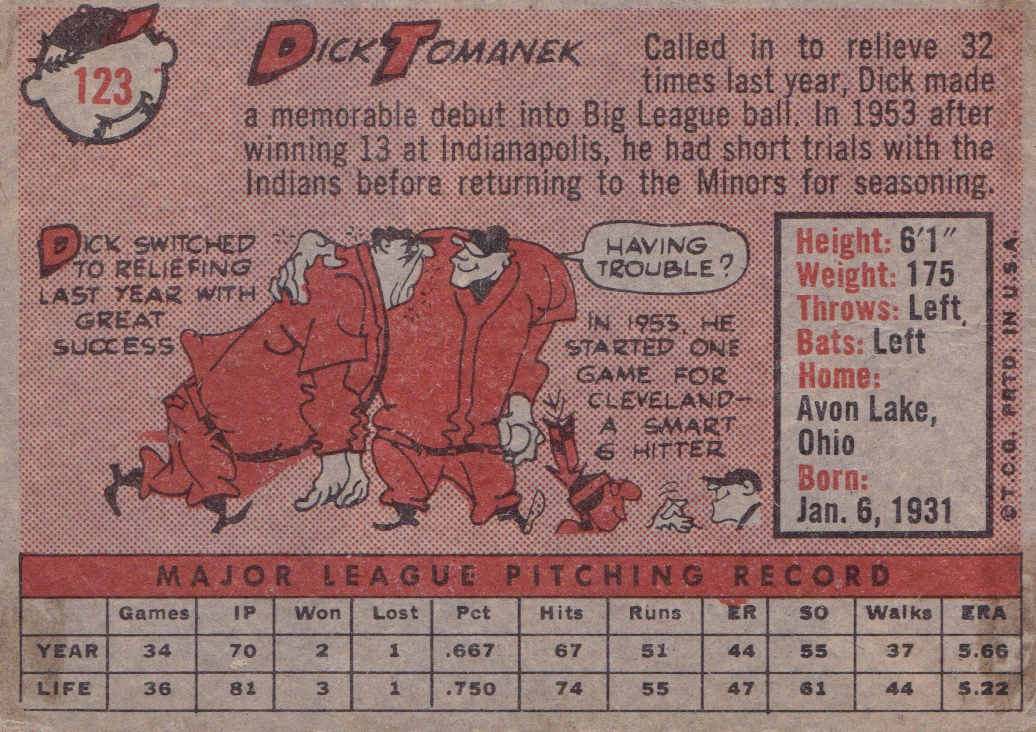 123
DICK TOMANEK
Called in to relieve 32
times last year, Dick made
a memorable debut into Big League ball. In 1953 after
winning 13 at Indianapolis, he had short trials with the
Indians before returning to the Minors for seasoning.
DICK SWITCHED
TO RELIEFING
LAST YEAR WITH
GREAT
SUCCESS
HAVING
TROUBLE?
IN 1953, HE
STARTED ONE
GAME FOR
CLEVELAND—
A SMART
6 HITTER
Height: 6'1"
Weight: 175
Throws: Left
Bats: Left
Home:
Avon Lake,
Ohio
Born:
Jan. 6, 1931
© T.C.G. PRTD. IN U.S.A.
MAJOR LEAGUE PITCHING RECORD
Games IP Won Lost Pct Hits Runs ER SO Walks ERA
YEAR 34 70 2 1 .667 67 51 44 55 37 5.66
LIFE 36 81 3 1 .750 74 55 47 61 44 5.22